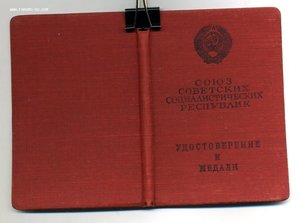 СОЮЗ
СОВЕТСКИХ
СОЦИАЛИСТИЧЕСКИХ
РЕСПУБЛИК
УДОСТОВЕРЕНИЕ
К
МЕДАЛИ